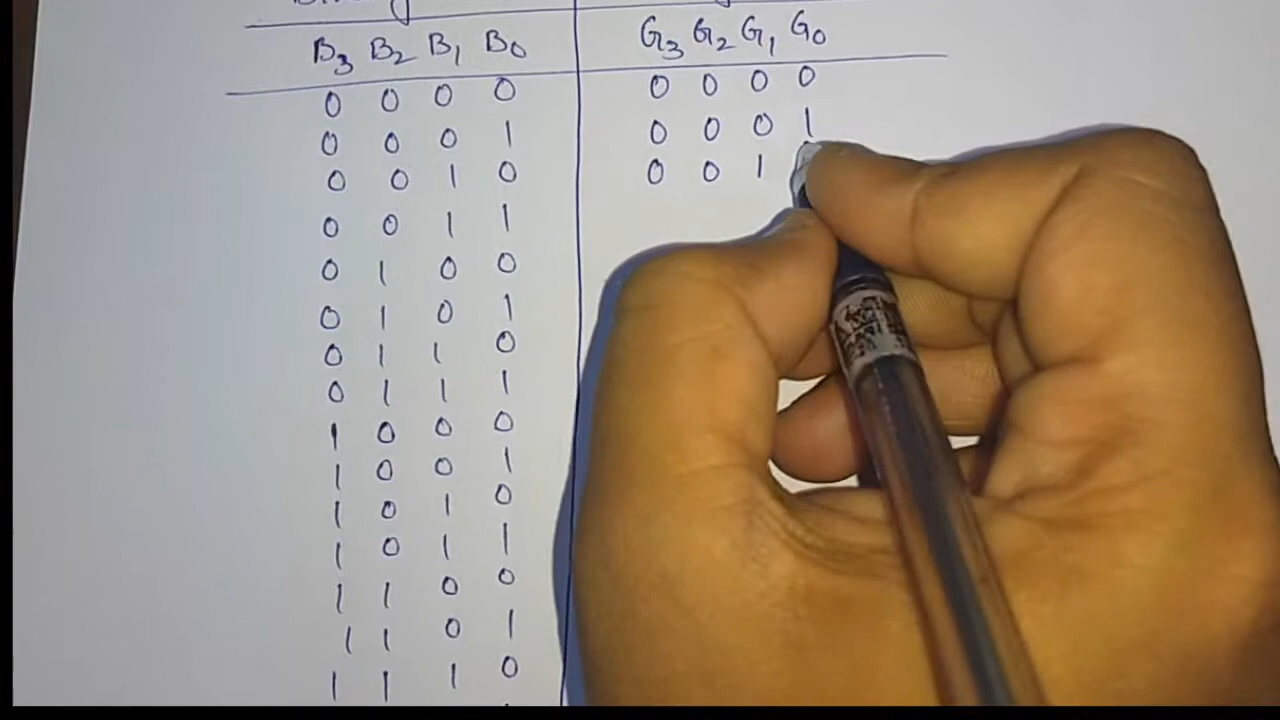 B3 B2 B1 B0 G3 G2 G1 G0
0 0 0 0 0 0 0 0
0 0 0 1 0 0 0 1
0 0 1 0 0 0 1
0 0 1 1
0 1 0 0
0 1 0 1
0 1 1 0
0 1 1 1
1 0 0 0
1 0 0 1
1 0 1 0
1 0 1 1
1 1 0 0
1 1 0 1
1 1 1 0